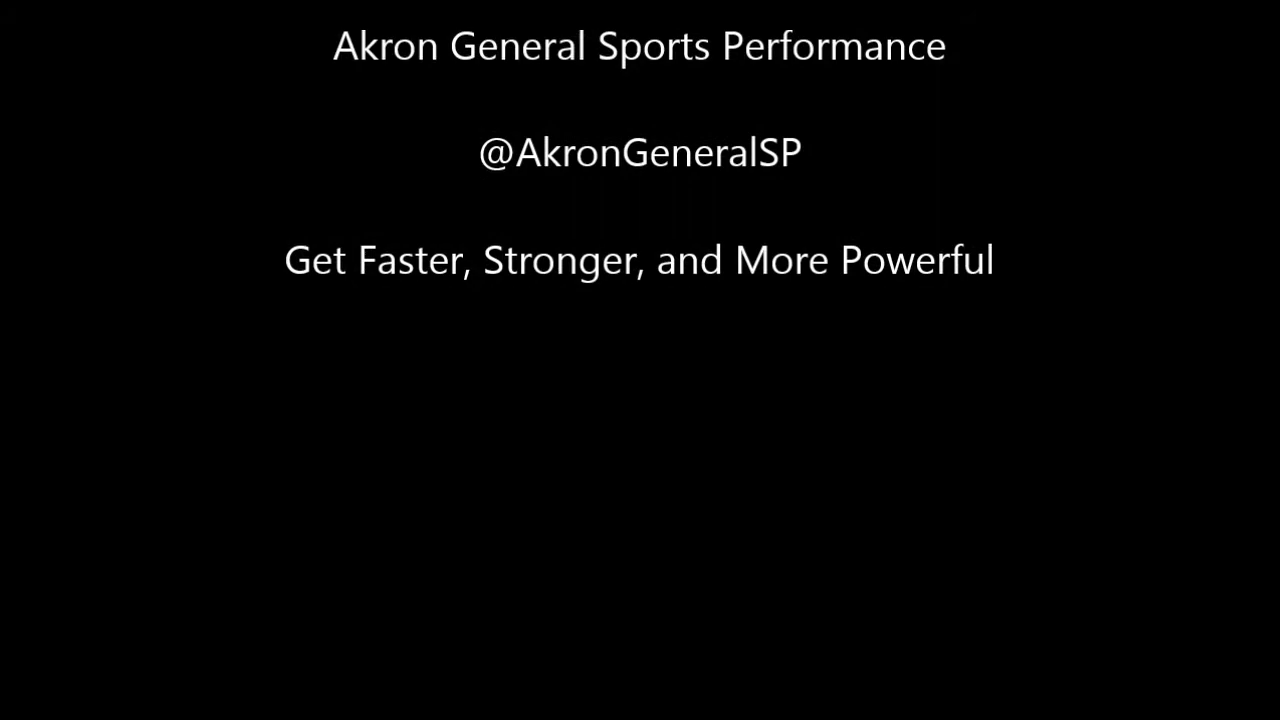 Akron General Sports Performance
@AkronGeneralSP
Get Faster, Stronger, and More Powerful